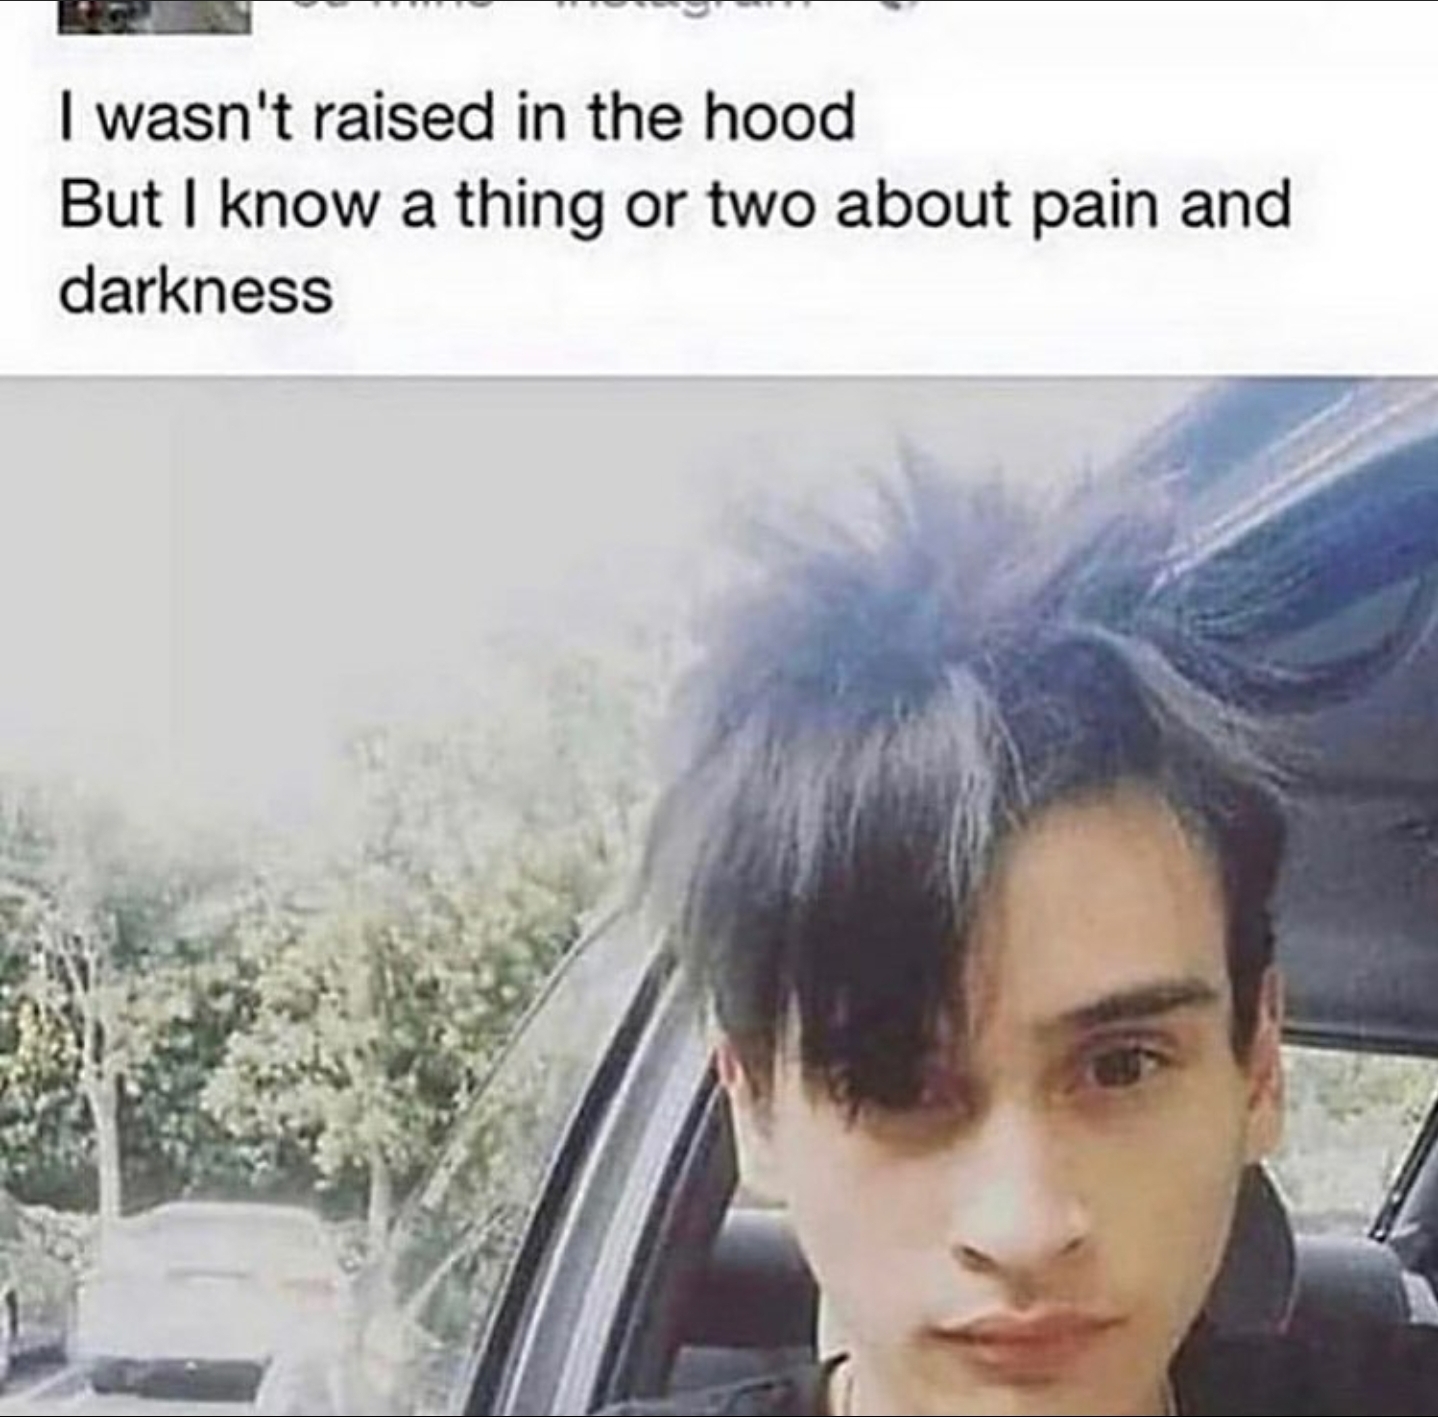 I wasn't raised in the hood
But I know a thing or two about pain and
darkness